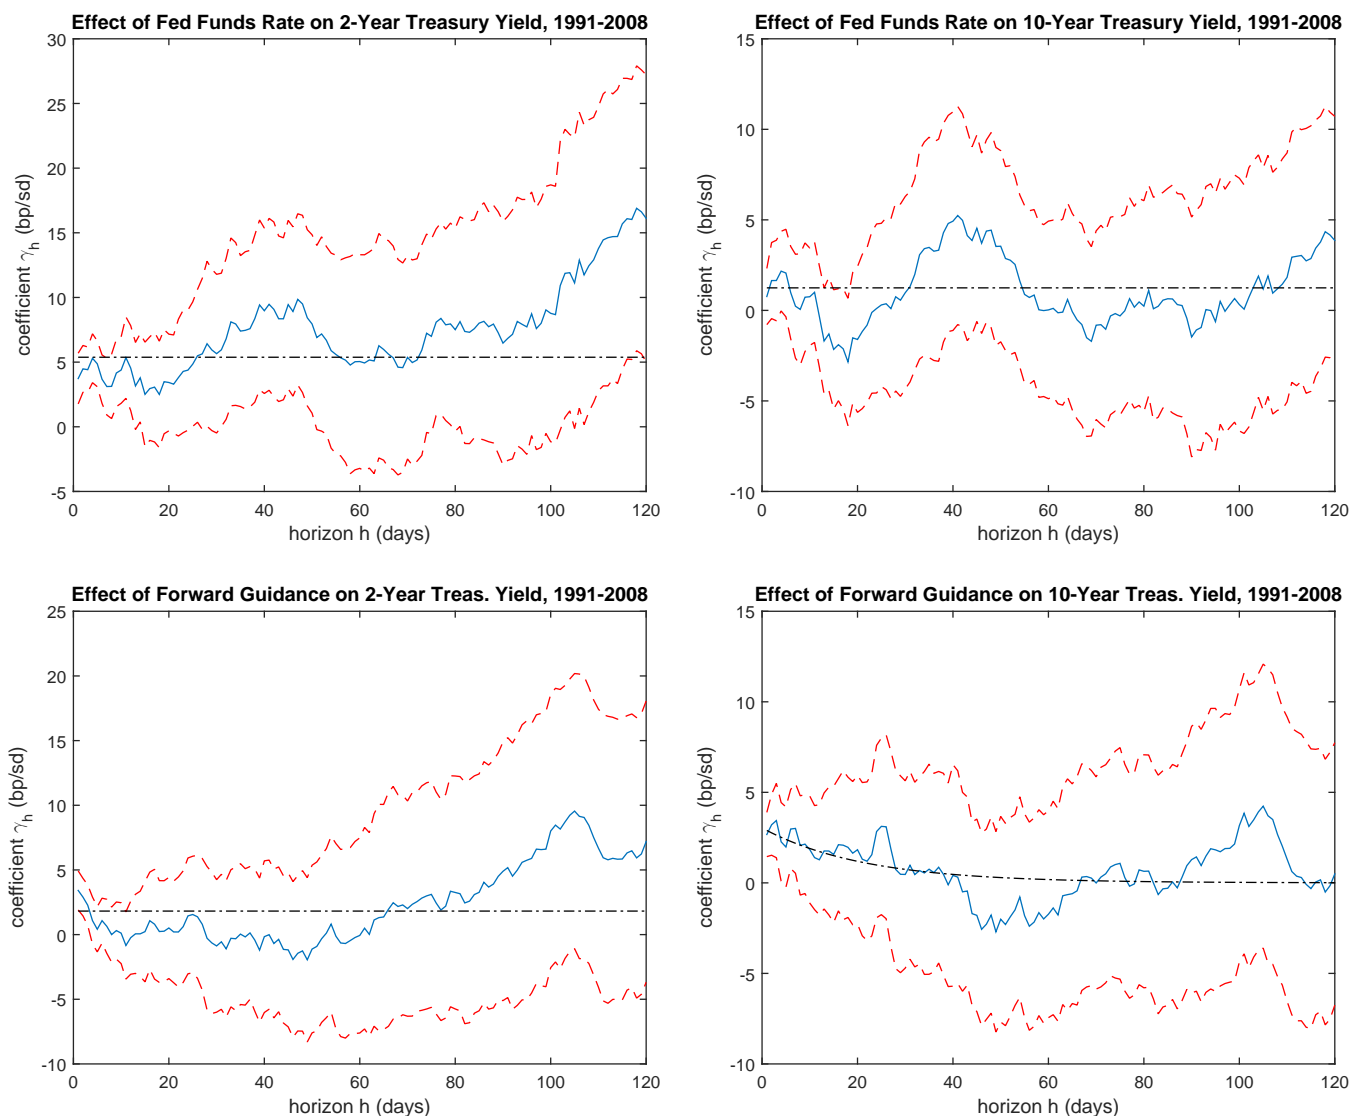 Effect of Fed Funds Rate on 2-Year Treasury Yield, 1991-2008
30
25
20
15
10
5
0
-5
coefficient γh (bp/sd)
0 20 40 60 80 100 120
horizon h (days)
Effect of Fed Funds Rate on 10-Year Treasury Yield, 1991-2008
15
10
5
0
-5
-10
coefficient γh (bp/sd)
0 20 40 60 80 100 120
horizon h (days)
Effect of Forward Guidance on 2-Year Treas. Yield, 1991-2008
25
20
15
10
5
0
-5
-10
coefficient γh (bp/sd)
0 20 40 60 80 100 120
horizon h (days)
Effect of Forward Guidance on 10-Year Treas. Yield, 1991-2008
15
10
5
0
-5
-10
coefficient γh (bp/sd)
0 20 40 60 80 100 120
horizon h (days)